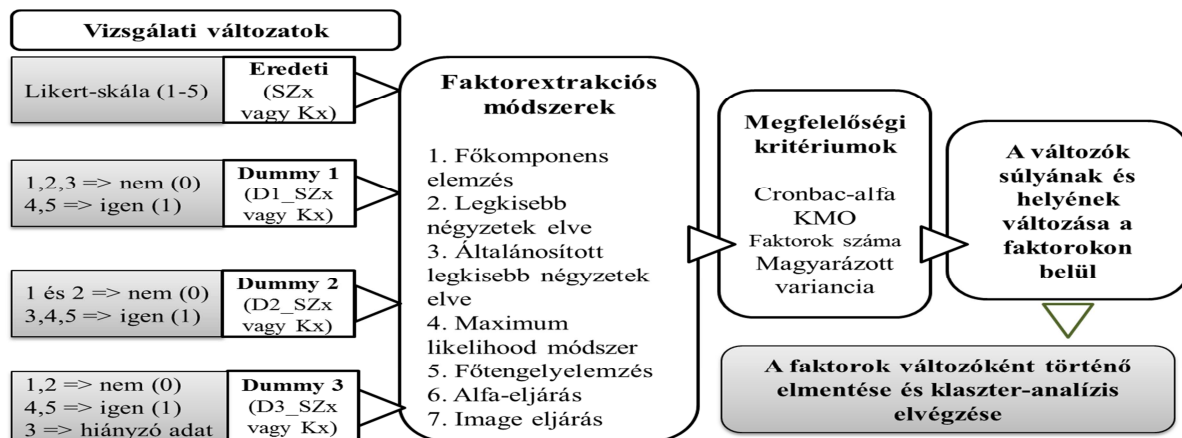 Vizsgálati változatok
Likert-skála (1-5)
Eredeti
(SZx
vagy Kx)
1,2,3 => nem (0)
4,5 => igen (1)
Dummy 1
(D1_SZx
vagy Kx)
1 és 2 => nem (0)
3,4,5 => igen (1)
Dummy 2
(D2_SZx
vagy Kx)
1,2 => nem (0)
4,5 => igen (1)
3 => hiányzó adat
Dummy 3
(D3_SZx
vagy Kx)
Faktorextrakciós
módszerek
1. Főkomponens
elemzés
2. Legkisebb
négyzetek elve
3. Általánosított
legkisebb négyzetek
elve
4. Maximum
likelihood módszer
5. Főtengelyelemzés
6. Alfa-eljárás
7. Image eljárás
Megfelelőségi
kritériumok
Cronbac-alfa
KMO
Faktorok száma
Magyarázott
variancia
A változók
súlyának és
helyének
változása a
faktorokon
belül
A faktorok változóként történő
elmentése és klaszter-analízis
elvégzése